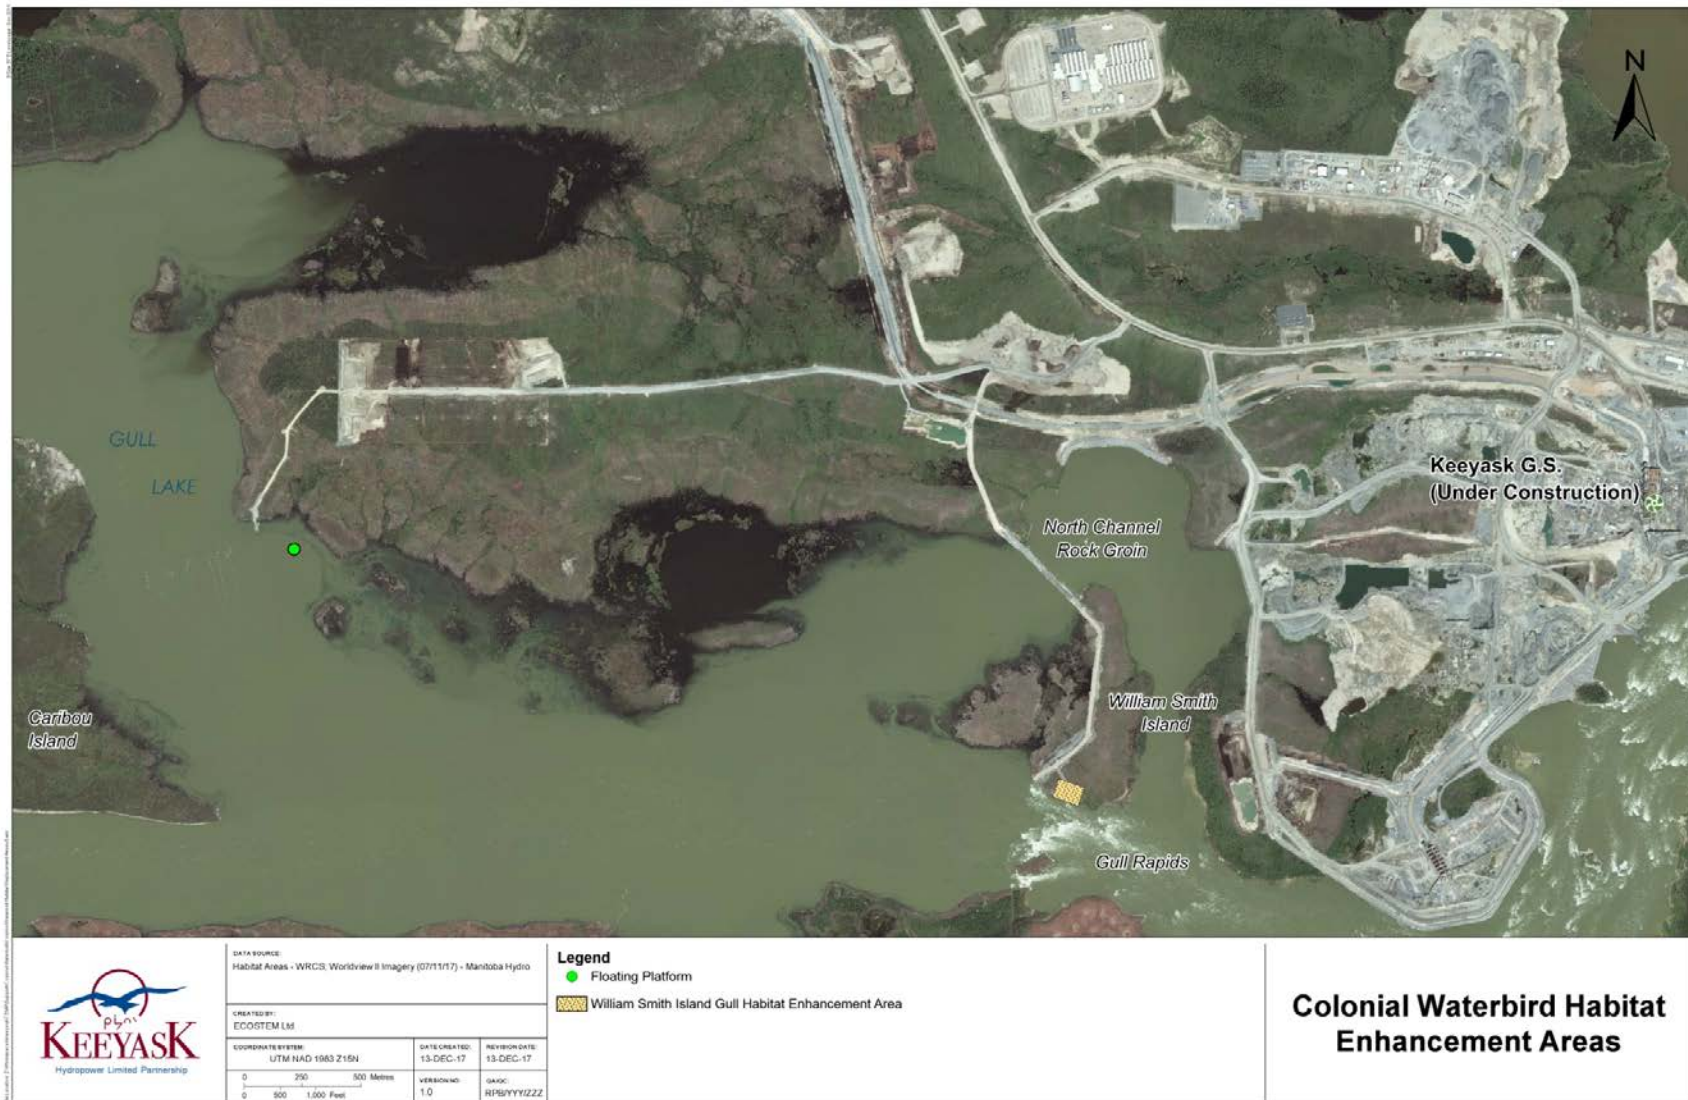 N
GULL
LAKE
Keeyask G.S.
(Under Construction)
North Channel
Rock Groin
Caribou
Island
William Smith
Island
Gull Rapids
KEEYASK
Hydropower Limited Partnership
DATA SOURCE:
Habitat Areas - WRCS, Worldview II Imagery (07/11/17) - Manitoba Hydro
CREATED BY:
ECOSTEM Ltd
COORDINATE SYSTEM:
UTM NAD 1983 Z15N
DATE CREATED:
13-DEC-17
REVISION DATE:
13-DEC-17
0 250 500 Metres
0 500 1,000 Feet
VERSION NO:
1.0
QA/QC:
RPB/YYY/ZZZ
Legend
Floating Platform
William Smith Island Gull Habitat Enhancement Area
Colonial Waterbird Habitat
Enhancement Areas